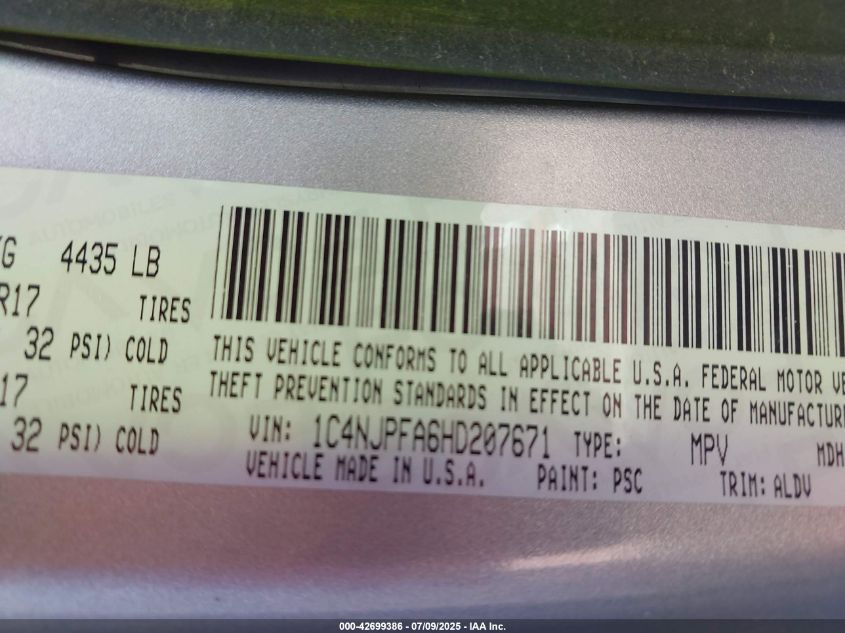 KG 4435 LB
R17 TIRES
32 PSI) COLD
17 TIRES
32 PSI) COLD
THIS VEHICLE CONFORMS TO ALL APPLICABLE U.S.A. FEDERAL MOTOR VE
THEFT PREVENTION STANDARDS IN EFFECT ON THE DATE OF MANUFACTURE
VIN: 1C4NJPFA6HD207671 TYPE: MPV MDH
VEHICLE MADE IN U.S.A. PAINT: PSC TRIM: ALDV
000-42699386 - 07/09/2025 - IAA Inc.